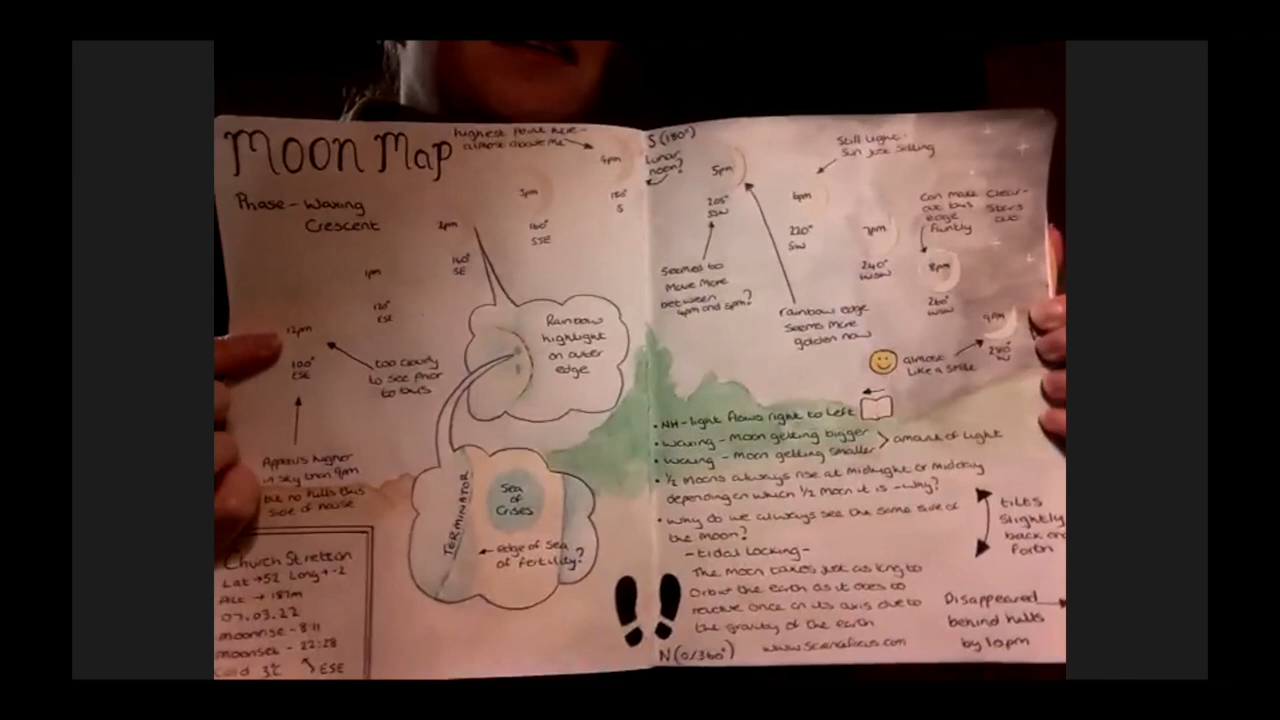 Moon Map
Phase - Waxing
Crescent
highest point here -
almost above me
12pm
100°
ESE
1pm
120°
ESE
2pm
140°
SE
3pm
160°
SSE
4pm
180°
S
too cloudy
to see prior
to this
Appears higher
in sky than 9pm
but no hills this
side of house
Rainbow
highlight
on outer
edge
TERMINATOR
Sea
of
Crises
edge of Sea
of fertility?
Church Stretton
Lat → 52 Long → -2
Alt → 187m
07.03.22
Moonrise - 8:11
Moonset - 22:28
Cold 3°C
ESE
S (180°)
Lunar
noon?
5pm
205°
SSW
6pm
220°
SW
7pm
240°
WSW
8pm
260°
WSW
9pm
280°
W
Still light -
Sun just setting
Can make
out this
edge
faintly
Clear -
Stars
out
Seemed to
move more
between
4pm and 5pm?
rainbow edge
seems more
golden now
almost
like a smile
• NH - light flows right to left
• Waxing - Moon getting bigger
• Waning - Moon getting smaller
> amount of light
• ½ Moons always rise at Midnight or Midday
depending on which ½ Moon it is - why?
• Why do we always see the same side of
the Moon?
- tidal locking -
The Moon takes just as long to
Orbit the earth as it does to
revolve once on its axis due to
the gravity of the earth
www.sciencefocus.com
tilts
slightly
back and
forth
Disappeared
behind hills
by 10pm
N (0/360°)